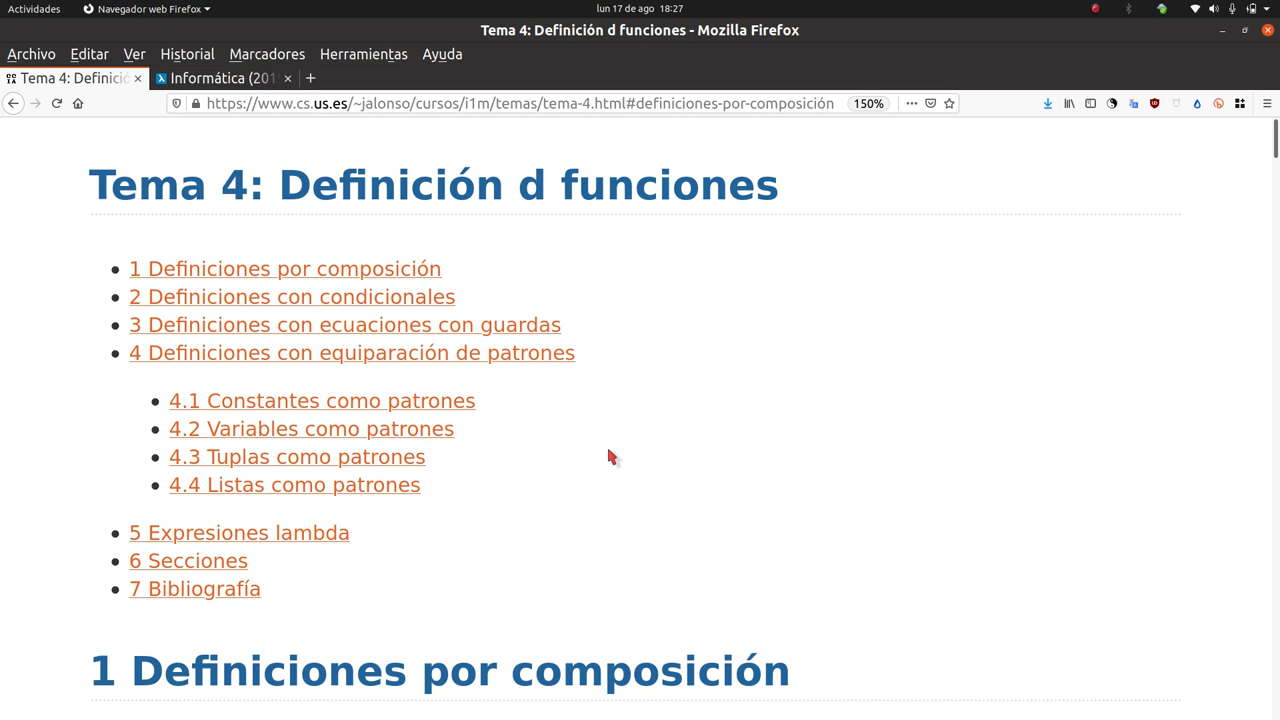 Actividades Navegador web Firefox lun 17 de ago 18:27
Tema 4: Definición d funciones - Mozilla Firefox
Archivo Editar Ver Historial Marcadores Herramientas Ayuda
Tema 4: Definició × Informática (201 × +
https://www.cs.us.es/~jalonso/cursos/i1m/temas/tema-4.html#definiciones-por-composición 150%
Tema 4: Definición d funciones
1 Definiciones por composición
2 Definiciones con condicionales
3 Definiciones con ecuaciones con guardas
4 Definiciones con equiparación de patrones
4.1 Constantes como patrones
4.2 Variables como patrones
4.3 Tuplas como patrones
4.4 Listas como patrones
5 Expresiones lambda
6 Secciones
7 Bibliografía
1 Definiciones por composición